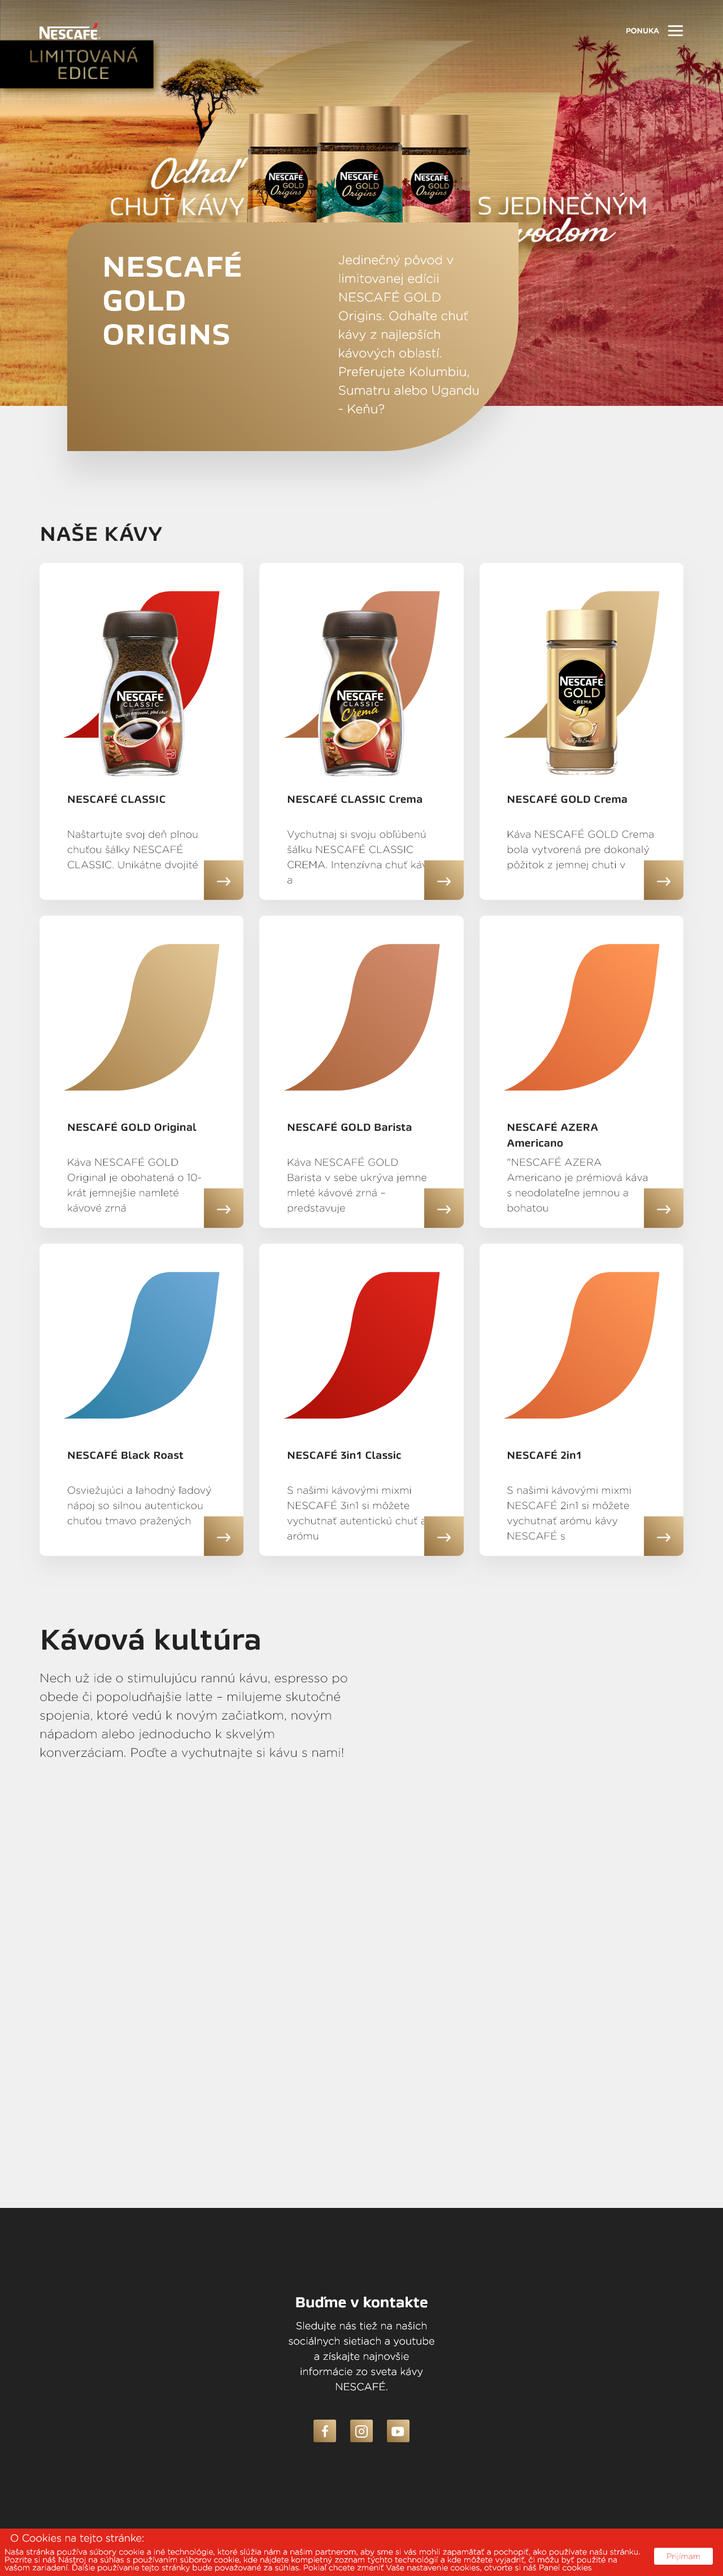 NESCAFÉ
PONUKA
LIMITOVANÁ
EDICE
Odhaľ
CHUŤ KÁVY
S JEDINEČNÝM
NESCAFÉ
GOLD
Origins
NESCAFÉ
GOLD
Origins
NESCAFÉ
GOLD
Origins
NESCAFÉ
GOLD
ORIGINS
Jedinečný pôvod v
limitovanej edícii
NESCAFÉ GOLD
Origins. Odhaľte chuť
kávy z najlepších
kávových oblastí.
Preferujete Kolumbiu,
Sumatru alebo Ugandu
- Keňu?
NAŠE KÁVY
NESCAFÉ
CLASSIC
NESCAFÉ CLASSIC
Naštartujte svoj deň plnou
chuťou šálky NESCAFÉ
CLASSIC. Unikátne dvojité
NESCAFÉ
CLASSIC
Crema
NESCAFÉ CLASSIC Crema
Vychutnaj si svoju obľúbenú
šálku NESCAFÉ CLASSIC
CREMA. Intenzívna chuť
a
NESCAFÉ
GOLD
CREMA
NESCAFÉ GOLD Crema
Káva NESCAFÉ GOLD Crema
bola vytvorená pre dokonalý
pôžitok z jemnej chuti v
NESCAFÉ GOLD Original
Káva NESCAFÉ GOLD
Original je obohatená o 10-
krát jemnejšie namleté
kávové zrná
NESCAFÉ GOLD Barista
Káva NESCAFÉ GOLD
Barista v sebe ukrýva jemne
mleté kávové zrná –
predstavuje
NESCAFÉ AZERA
Americano
"NESCAFÉ AZERA
Americano je prémiová káva
s neodolateľne jemnou a
bohatou
NESCAFÉ Black Roast
Osviežujúci a lahodný ľadový
nápoj so silnou autentickou
chuťou tmavo pražených
NESCAFÉ 3in1 Classic
S našimi kávovými mixmi
NESCAFÉ 3in1 si môžete
vychutnať autentickú chuť a
arómu
NESCAFÉ 2in1
S našimi kávovými mixmi
NESCAFÉ 2in1 si môžete
vychutnať arómu kávy
NESCAFÉ s
Kávová kultúra
Nech už ide o stimulujúcu rannú kávu, espresso po
obede či popoludňajšie latte – milujeme skutočné
spojenia, ktoré vedú k novým začiatkom, novým
nápadom alebo jednoducho k skvelým
konverzáciam. Poďte a vychutnajte si kávu s nami!
Buďme v kontakte
Sledujte nás tiež na našich
sociálnych sietiach a youtube
a získajte najnovšie
informácie zo sveta kávy
NESCAFÉ.
O Cookies na tejto stránke:
Naša stránka používa súbory cookie a iné technológie, ktoré slúžia nám a našim partnerom, aby sme si vás mohli zapamätať a pochopiť, ako používate našu stránku.
Pozrite si náš Nástroj na súhlas s používaním súborov cookie, kde nájdete kompletný zoznam týchto technológií a kde môžete vyjadriť, či môžu byť použité na
vašom zariadení. Ďalšie používanie tejto stránky bude považované za súhlas. Pokiaľ chcete zmeniť Vaše nastavenie cookies, otvorte si náš Panel cookies
Prijímam